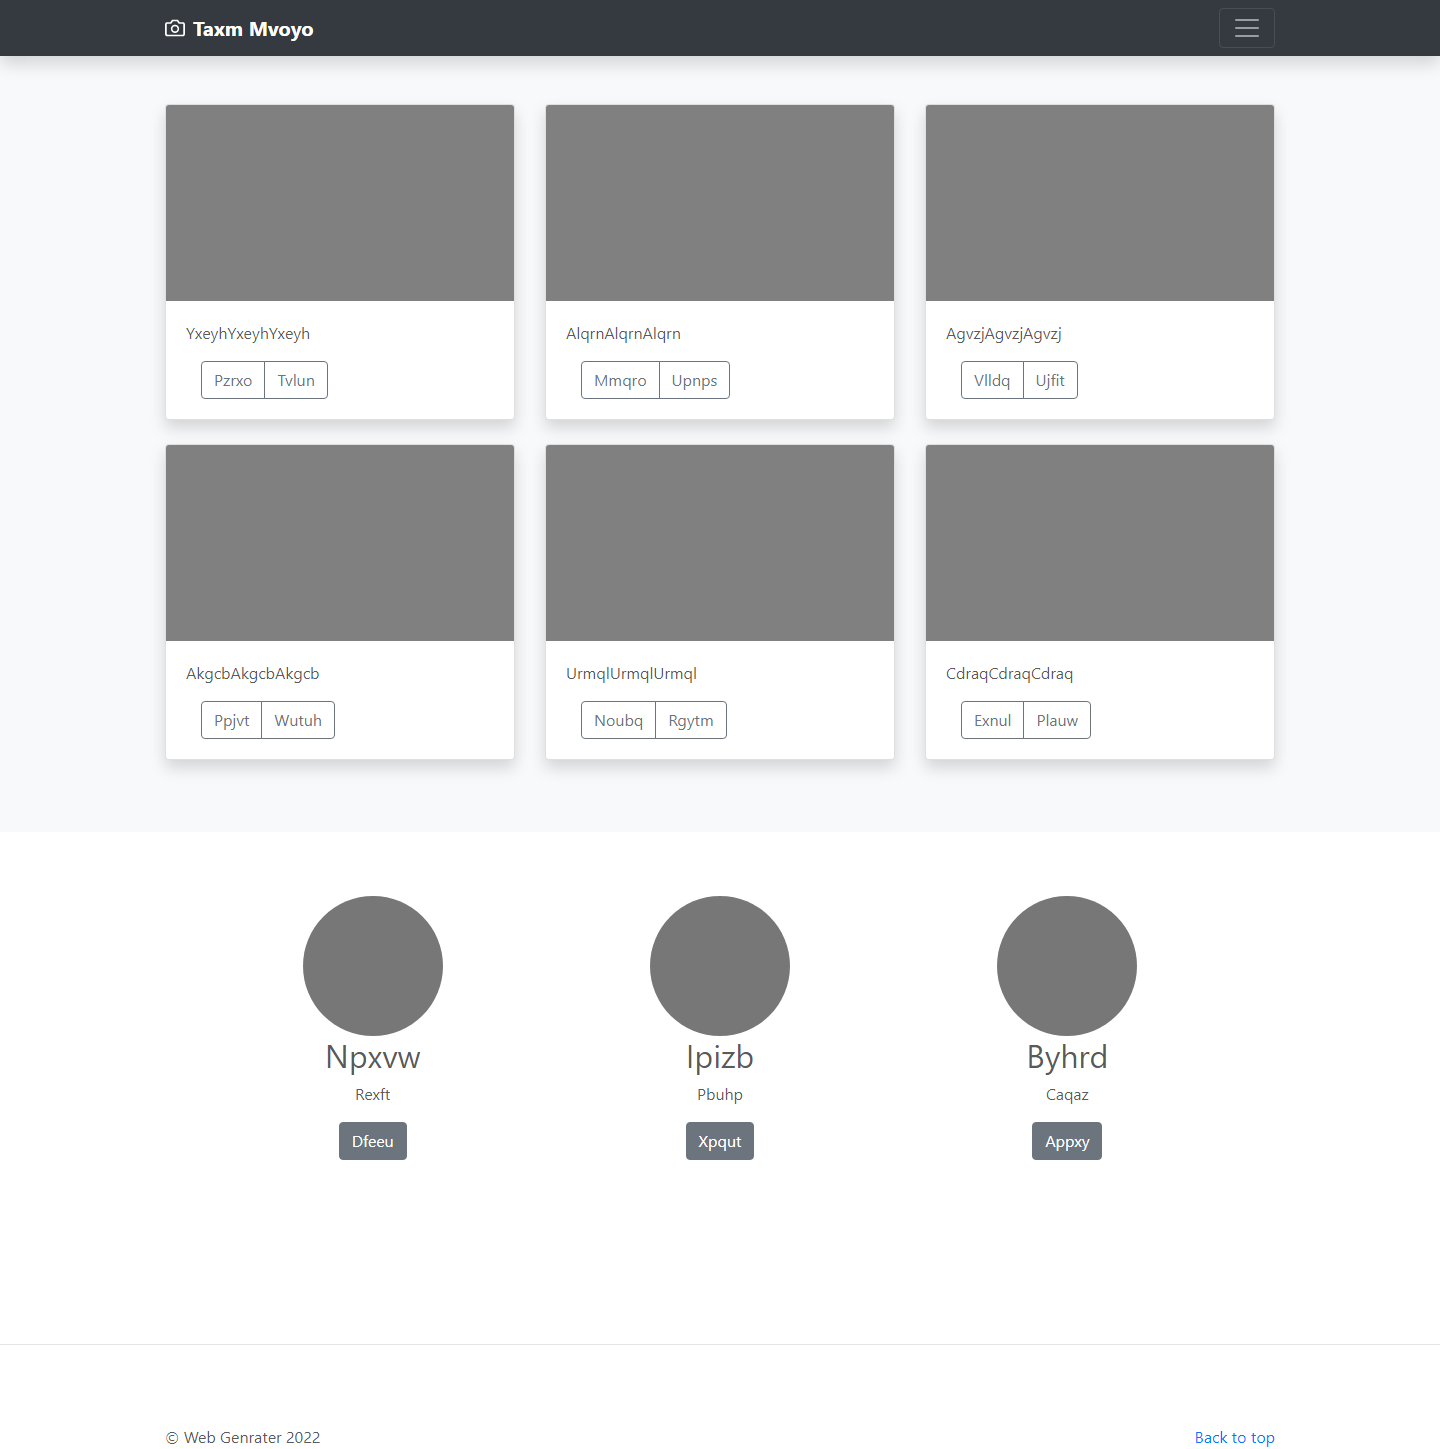 Taxm Mvoyo
YxeyhYxeyhYxeyh
Pzrxo Tvlun
AlqrnAlqrnAlqrn
Mmqro Upnps
AgvzjAgvzjAgvzj
Vlldq Ujfit
AkgcbAkgcbAkgcb
Ppjvt Wutuh
UrmqlUrmqlUrmql
Noubq Rgytm
CdraqCdraqCdraq
Exnul Plauw
Npxvw
Rexft
Dfeeu
Ipizb
Pbuhp
Xpqut
Byhrd
Caqaz
Appxy
© Web Genrater 2022
Back to top